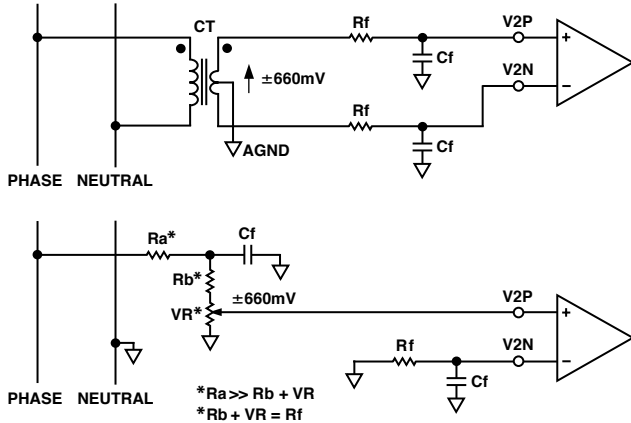 CT
Rf
V2P
+
Cf
±660mV
V2N
−
Rf
Cf
AGND
PHASE NEUTRAL
Ra*
Cf
Rb*
±660mV
VR*
V2P
+
Rf
V2N
−
Cf
PHASE NEUTRAL
*Ra >> Rb + VR
*Rb + VR = Rf